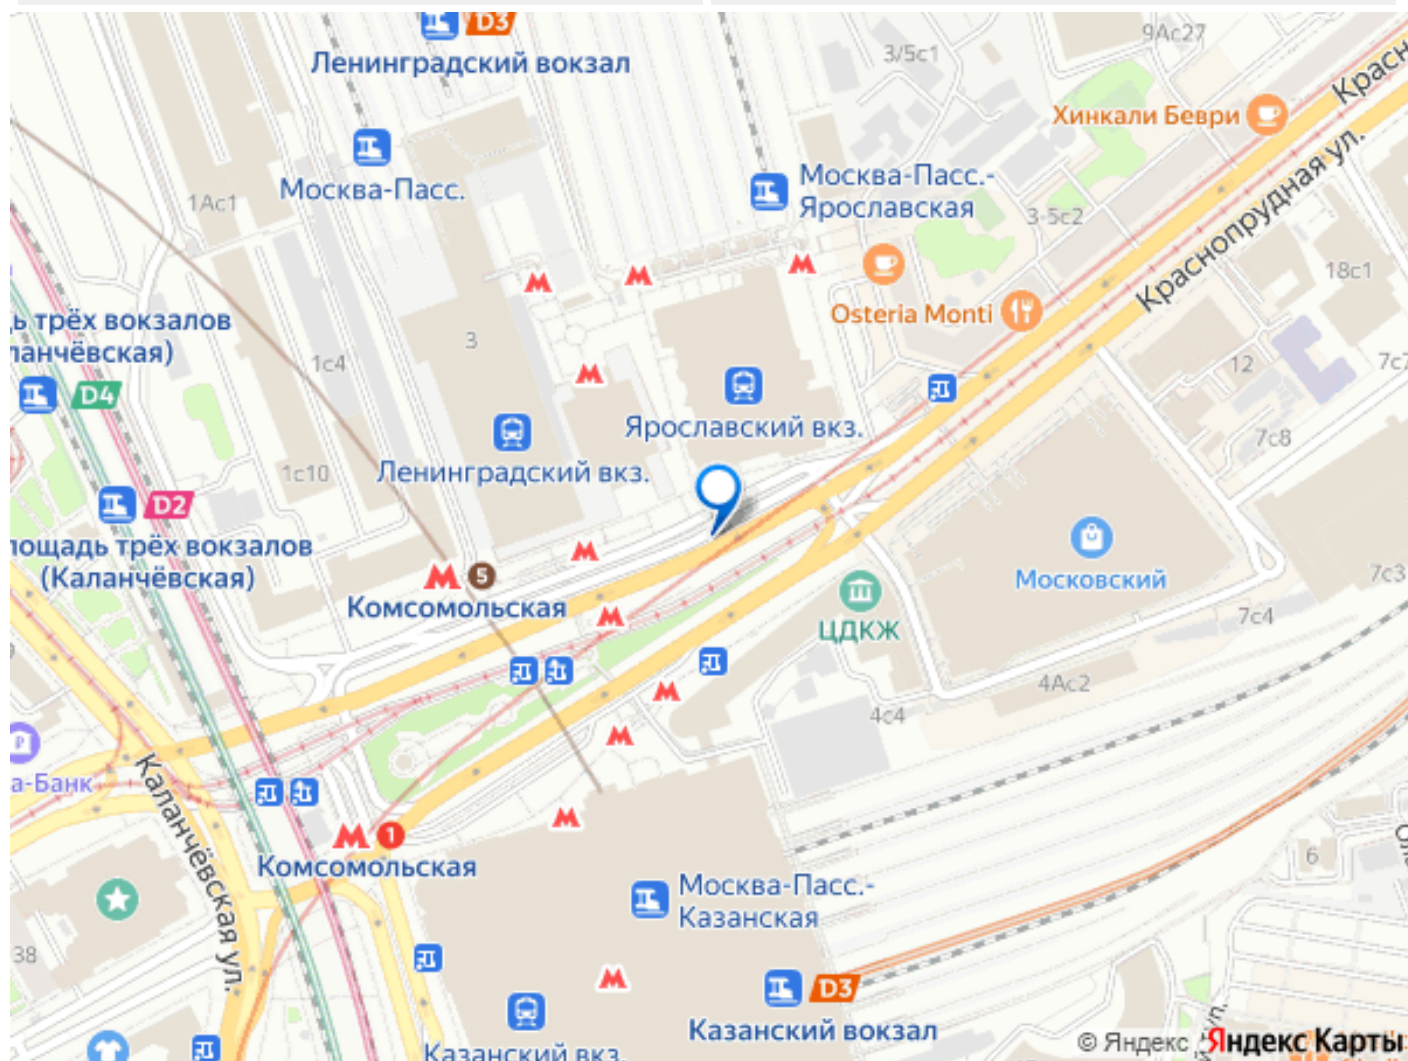 D3
Ленинградский вокзал
3/5с1
9Ас27
Красн
Хинкали Беври
Москва-Пасс.
Москва-Пасс.-
Ярославская
1Ас1
3-5с2
Краснопрудная ул.
18с1
Osteria Monti
ь трёх вокзалов
ланчёвская)
D4
1с4
3
12
7с7
Ярославский вкз.
7с8
Ленинградский вкз.
1с10
D2
лощадь трёх вокзалов
(Каланчёвская)
5
Комсомольская
Московский
7с3
ЦДКЖ
7с4
4Ас2
4с4
а-Банк
Каланчёвская ул.
1
Комсомольская
6
Москва-Пасс.-
Казанская
38
D3
Казанский вокзал
Казанский вкз.
© Яндекс Яндекс Карты